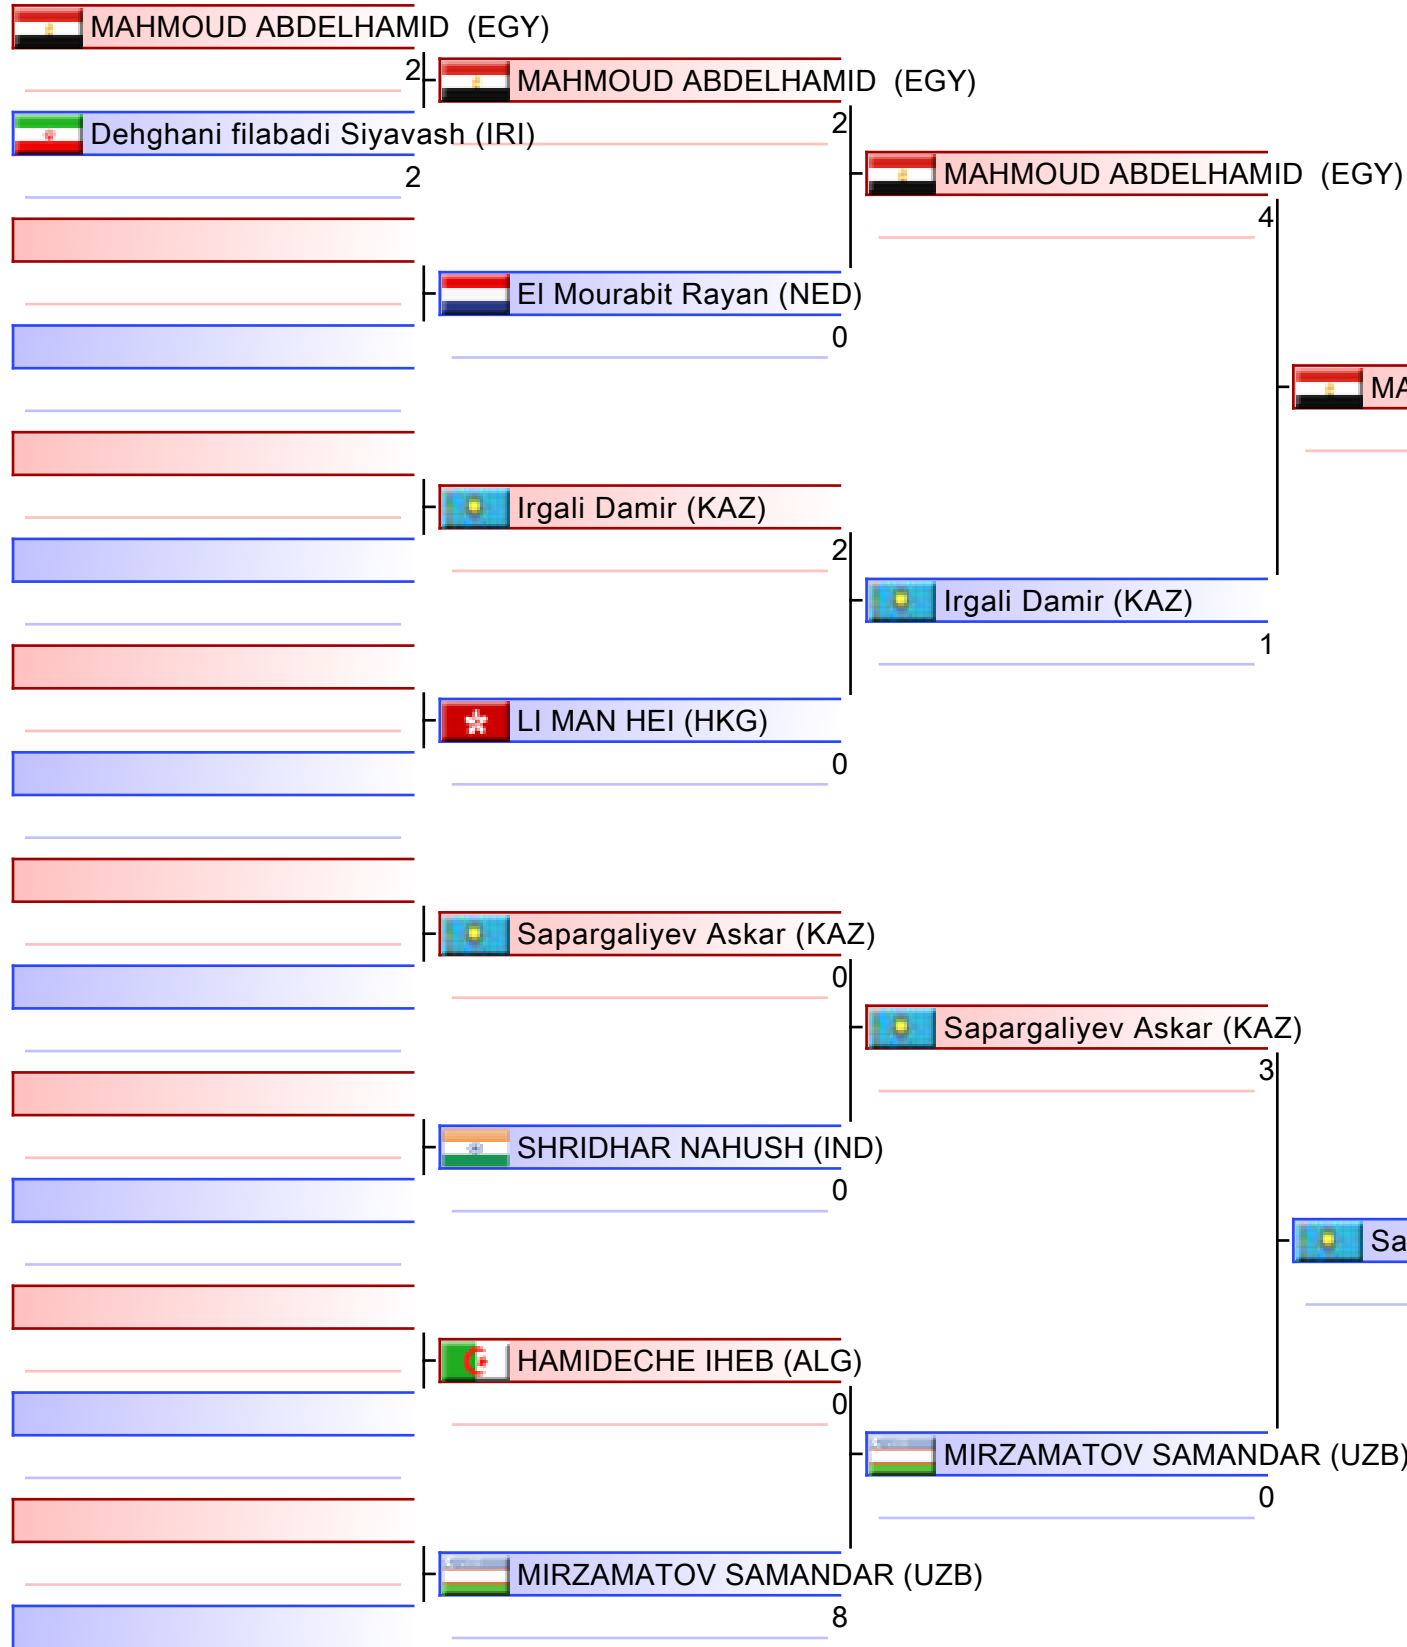 MAHMOUD ABDELHAMID (EGY)
2
Dehghani filabadi Siyavash (IRI)
2
MAHMOUD ABDELHAMID (EGY)
2
El Mourabit Rayan (NED)
0
Irgali Damir (KAZ)
2
LI MAN HEI (HKG)
0
Sapargaliyev Askar (KAZ)
0
SHRIDHAR NAHUSH (IND)
0
HAMIDECHE IHEB (ALG)
0
MIRZAMATOV SAMANDAR (UZB)
8
MAHMOUD ABDELHAMID (EGY)
4
Irgali Damir (KAZ)
1
Sapargaliyev Askar (KAZ)
3
MIRZAMATOV SAMANDAR (UZB)
0
MA
Sa